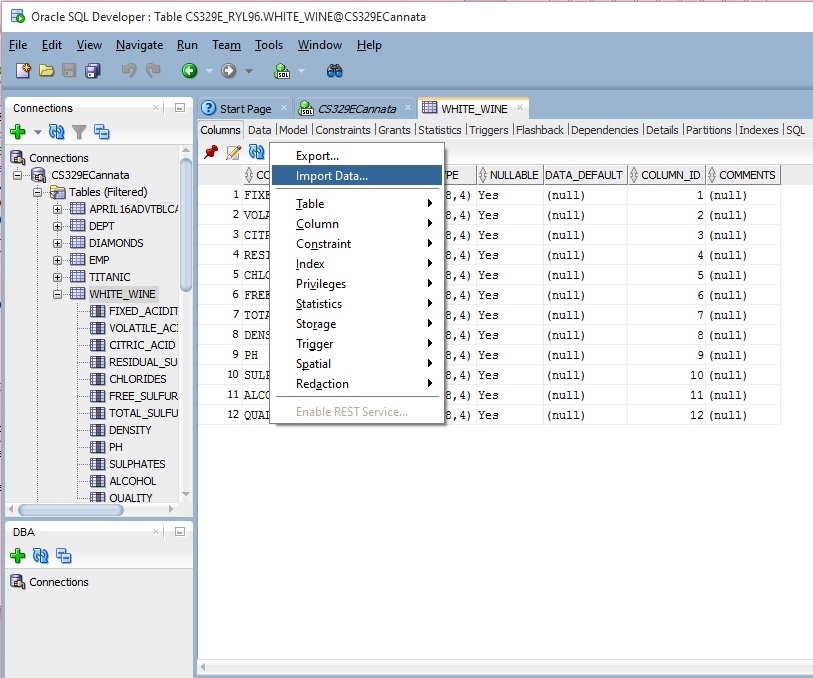 Oracle SQL Developer : Table CS329E_RYL96.WHITE_WINE@CS329ECannata
File Edit View Navigate Run Team Tools Window Help
SQL
Connections
Start Page
SQL CS329ECannata
WHITE_WINE
Columns Data Model Constraints Grants Statistics Triggers Flashback Dependencies Details Partitions Indexes SQL
Connections
CS329ECannata
Tables (Filtered)
APRIL16ADVTBLCA
DEPT
DIAMONDS
EMP
TITANIC
WHITE_WINE
FIXED_ACIDIT
VOLATILE_ACI
CITRIC_ACID
RESIDUAL_SU
CHLORIDES
FREE_SULFUR
TOTAL_SULFU
DENSITY
PH
SULPHATES
ALCOHOL
QUALITY
DBA
Connections
Export...
Import Data...
Table
Column
Constraint
Index
Privileges
Statistics
Storage
Trigger
Spatial
Redaction
Enable REST Service...
CO YPE NULLABLE DATA_DEFAULT COLUMN_ID COMMENTS
1 FIXE 8,4) Yes (null) 1 (null)
2 VOLA 8,4) Yes (null) 2 (null)
3 CITR 8,4) Yes (null) 3 (null)
4 RESI 8,4) Yes (null) 4 (null)
5 CHLO 8,4) Yes (null) 5 (null)
6 FREE 8,4) Yes (null) 6 (null)
7 TOTA 8,4) Yes (null) 7 (null)
8 DENS 8,4) Yes (null) 8 (null)
9 PH 8,4) Yes (null) 9 (null)
10 SULP 8,4) Yes (null) 10 (null)
11 ALCO 8,4) Yes (null) 11 (null)
12 QUAL 8,4) Yes (null) 12 (null)